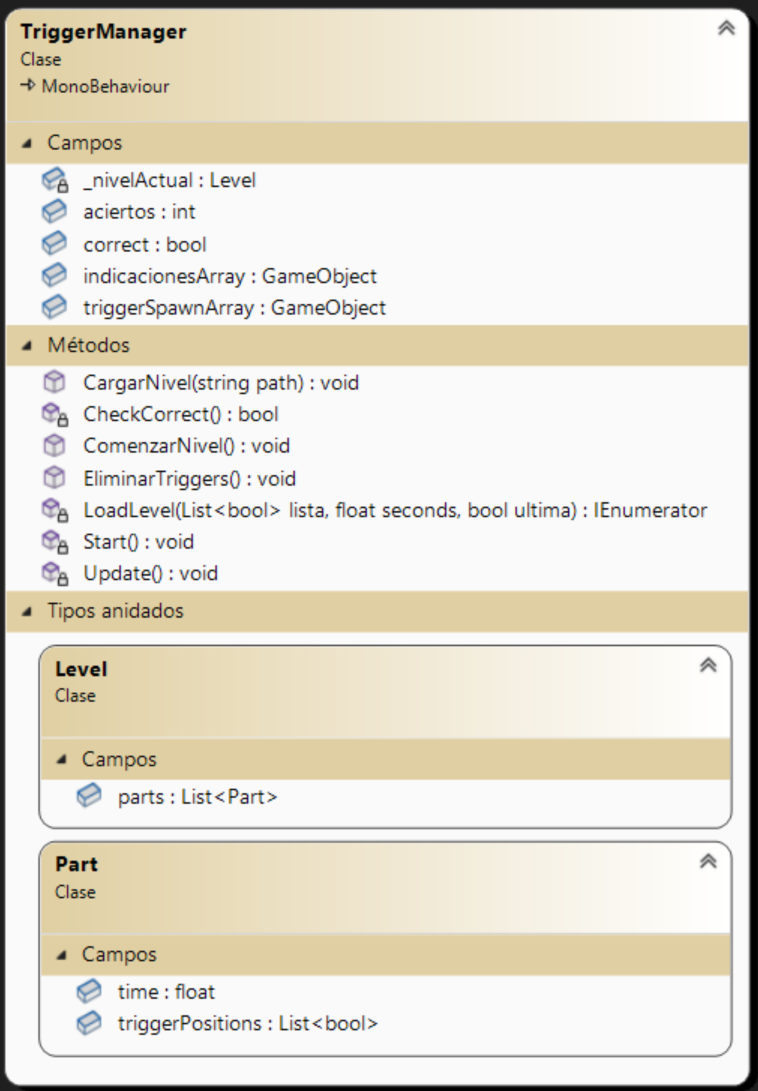 TriggerManager
Clase
MonoBehaviour
Campos
_nivelActual : Level
aciertos : int
correct : bool
indicacionesArray : GameObject
triggerSpawnArray : GameObject
Métodos
CargarNivel(string path) : void
CheckCorrect() : bool
ComenzarNivel() : void
EliminarTriggers() : void
LoadLevel(List<bool> lista, float seconds, bool ultima) : IEnumerator
Start() : void
Update() : void
Tipos anidados
Level
Clase
Campos
parts : List<Part>
Part
Clase
Campos
time : float
triggerPositions : List<bool>